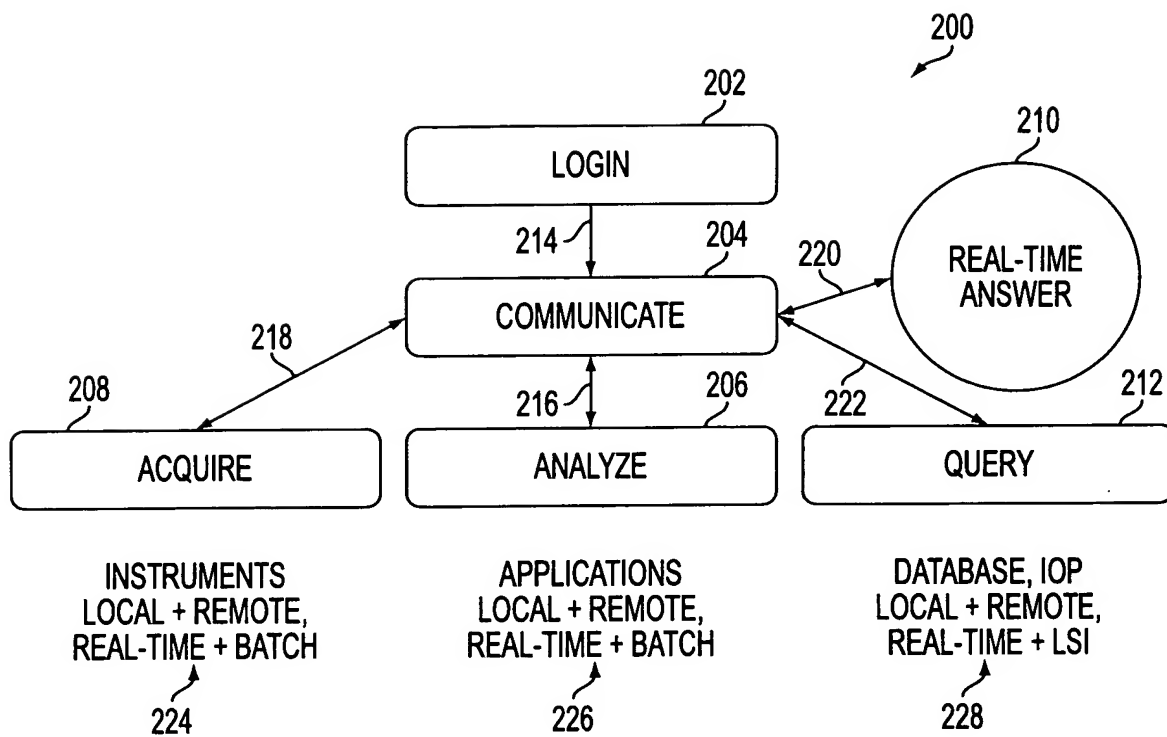 200
202
210
LOGIN
214
204
220
REAL-TIME
ANSWER
COMMUNICATE
218
208
216
206
222
212
ACQUIRE
ANALYZE
QUERY
INSTRUMENTS
LOCAL + REMOTE,
REAL-TIME + BATCH
224
APPLICATIONS
LOCAL + REMOTE,
REAL-TIME + BATCH
226
DATABASE, IOP
LOCAL + REMOTE,
REAL-TIME + LSI
228